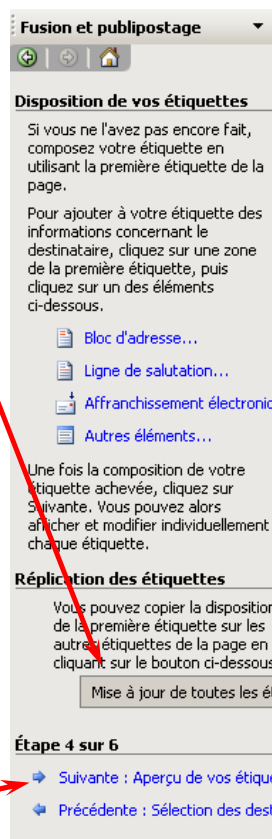 Fusion et publipostage
Disposition de vos étiquettes
Si vous ne l'avez pas encore fait,
composez votre étiquette en
utilisant la première étiquette de la
page.
Pour ajouter à votre étiquette des
informations concernant le
destinataire, cliquez sur une zone
de la première étiquette, puis
cliquez sur un des éléments
ci-dessous.
Bloc d'adresse...
Ligne de salutation...
Affranchissement électronic
Autres éléments...
Une fois la composition de votre
étiquette achevée, cliquez sur
Suivante. Vous pouvez alors
afficher et modifier individuellement
chaque étiquette.
Réplication des étiquettes
Vous pouvez copier la disposition
de la première étiquette sur les
autres étiquettes de la page en
cliquant sur le bouton ci-dessous
Mise à jour de toutes les ét
Étape 4 sur 6
Suivante : Aperçu de vos étique
Précédente : Sélection des dest